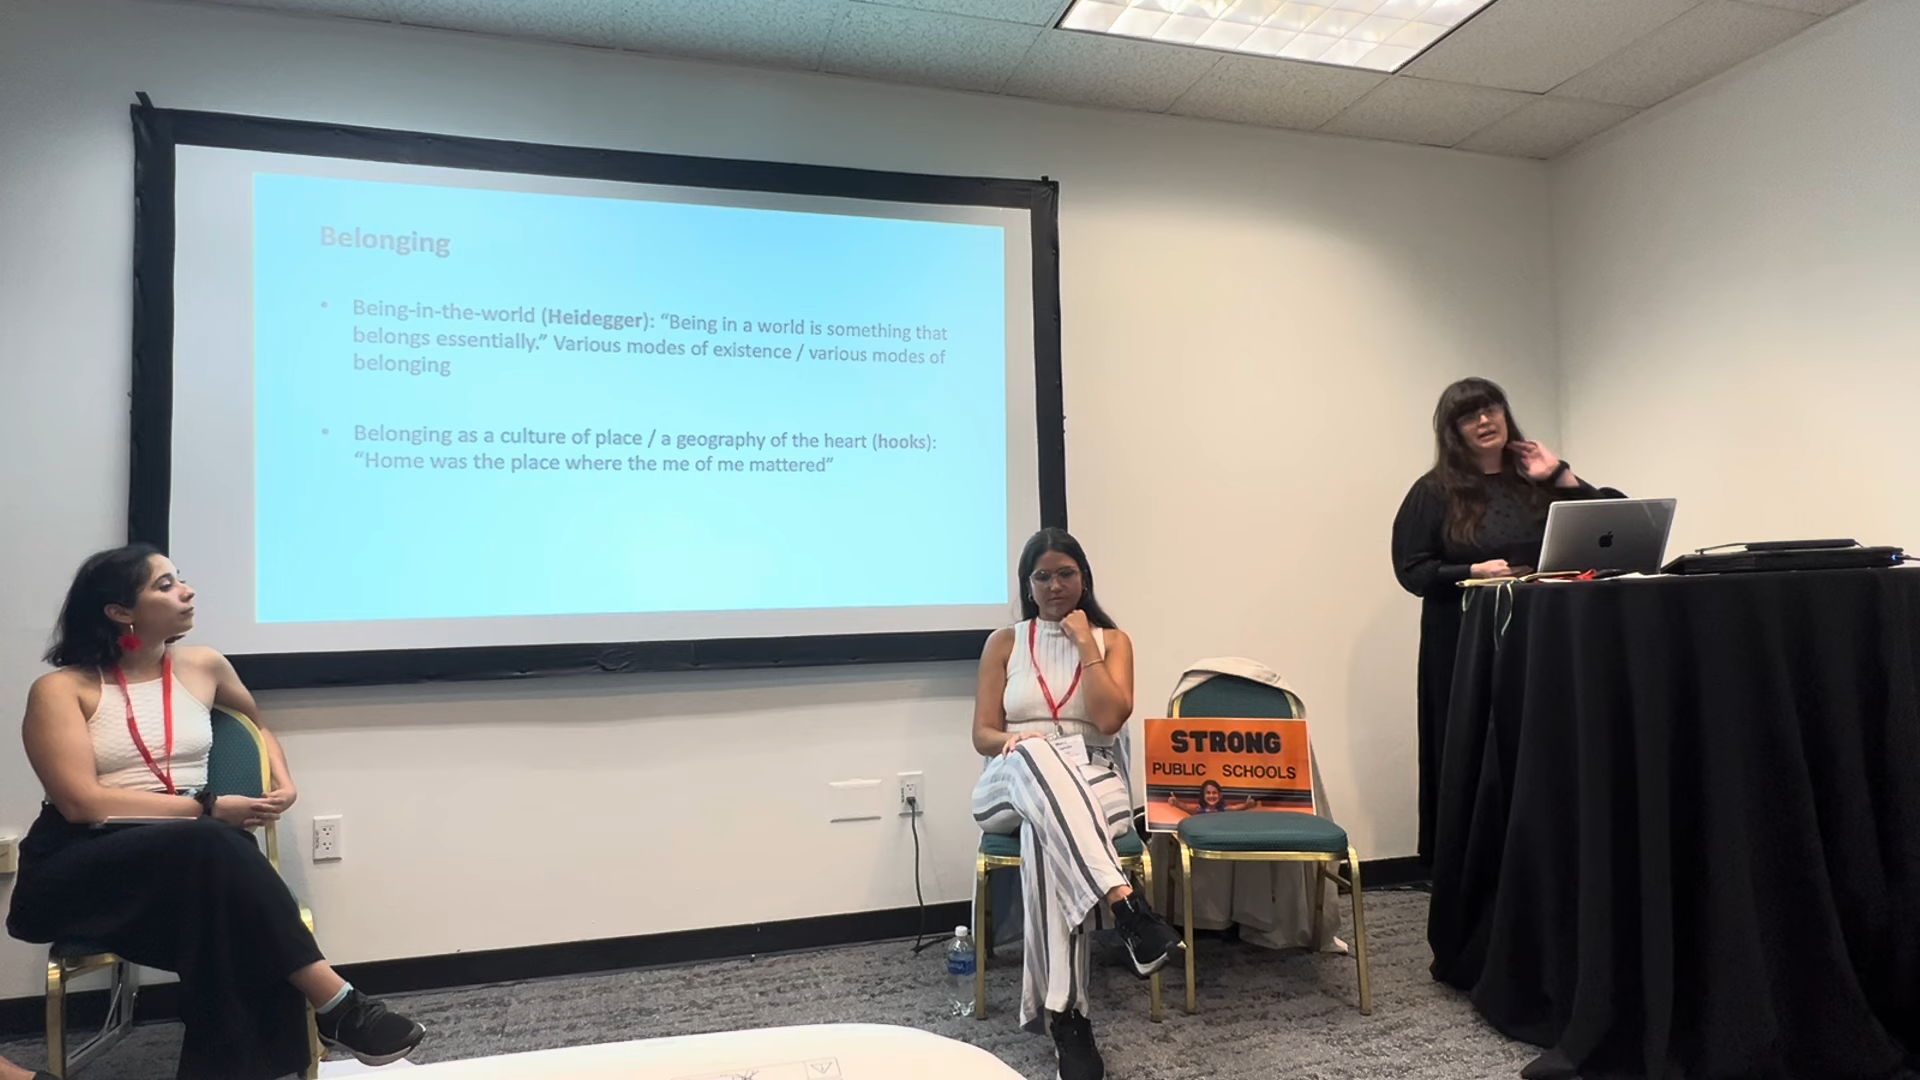 Belonging
• Being-in-the-world (Heidegger): “Being in a world is something that
belongs essentially.” Various modes of existence / various modes of
belonging
• Belonging as a culture of place / a geography of the heart (hooks):
“Home was the place where the me of me mattered”
STRONG
PUBLIC SCHOOLS